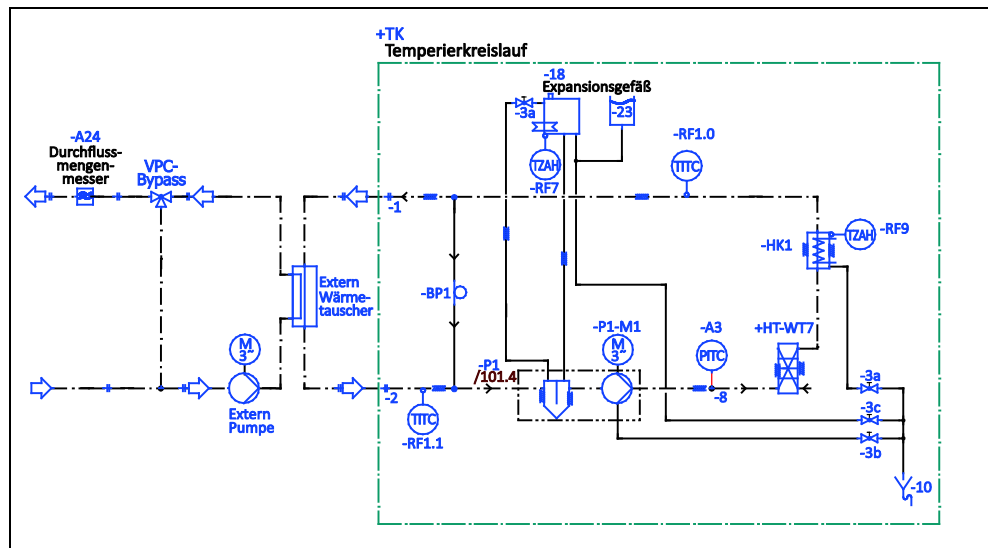 +TK
Temperierkreislauf
-18
Expansionsgefäß
-3a
-23
TZAH
-RF7
-RF1.0
TITC
-A24
Durchfluss-
mengen-
messer
VPC-
Bypass
-1
-HK1
TZAH
-RF9
Extern
Wärme-
tauscher
-BP1
M
3~
Extern
Pumpe
-2
TITC
-RF1.1
-P1
/101.4
-P1-M1
M
3~
-A3
PITC
-8
+HT-WT7
-3a
-3c
-3b
-10